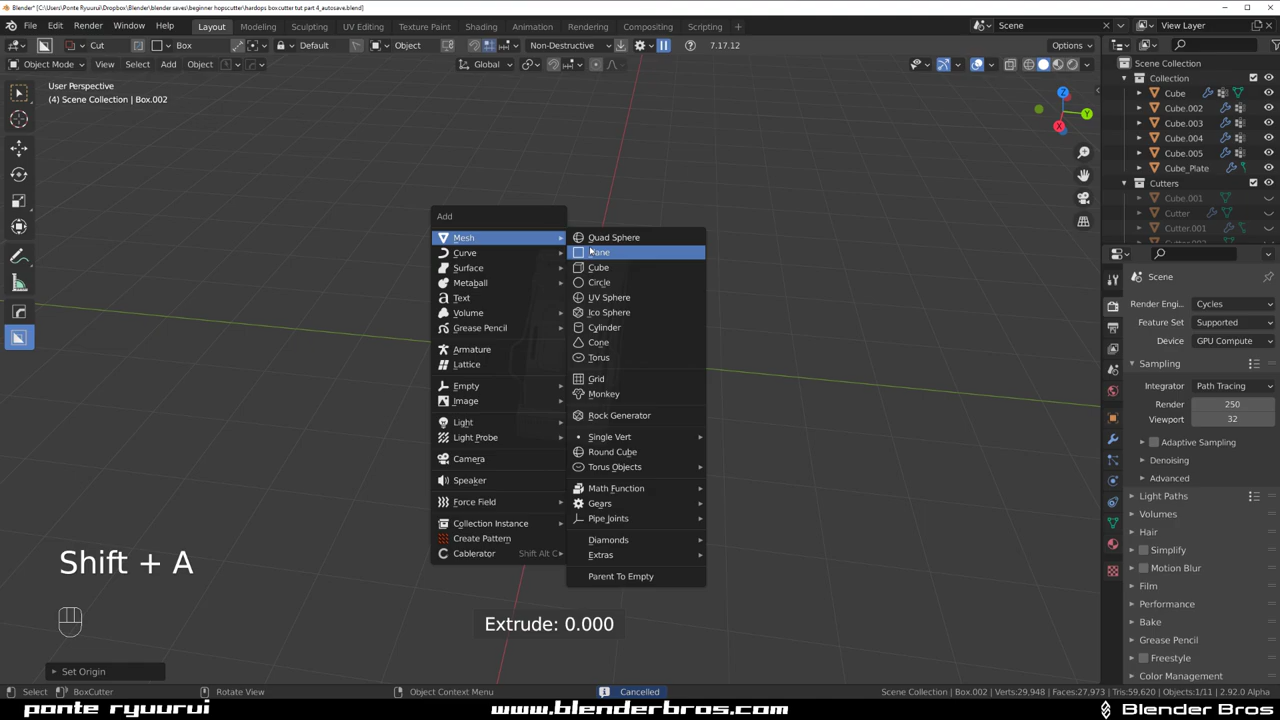 Blender* [C:\Users\Ponte Ryuurui\Dropbox\Blender\blender saves\beginner hopscutter\hardops boxcutter tut part 4_autosave.blend]
File Edit Render Window Help Layout Modeling Sculpting UV Editing Texture Paint Shading Animation Rendering Compositing Scripting Scene View Layer
Cut Box Default Object Non-Destructive 7.17.12 Options
Object Mode View Select Add Object Global
User Perspective
(4) Scene Collection | Box.002
Scene Collection
Collection
Cube
Cube.002
Cube.003
Cube.004
Cube.005
Cube_Plate
Cutters
Cube.001
Cutter
Cutter.001
Z
Y
X
Add
Mesh
Curve
Surface
Metaball
Text
Volume
Grease Pencil
Armature
Lattice
Empty
Image
Light
Light Probe
Camera
Speaker
Force Field
Collection Instance
Create Pattern
Cablerator Shift Alt C
Quad Sphere
Plane
Cube
Circle
UV Sphere
Ico Sphere
Cylinder
Cone
Torus
Grid
Monkey
Rock Generator
Single Vert
Round Cube
Torus Objects
Math Function
Gears
Pipe Joints
Diamonds
Extras
Parent To Empty
Scene
Render Engi.. Cycles
Feature Set Supported
Device GPU Compute
Sampling
Integrator Path Tracing
Render 250
Viewport 32
Adaptive Sampling
Denoising
Advanced
Light Paths
Volumes
Hair
Simplify
Motion Blur
Film
Performance
Bake
Grease Pencil
Freestyle
Color Management
Shift + A
Extrude: 0.000
Set Origin
Select BoxCutter Rotate View Object Context Menu Cancelled Scene Collection | Box.002 | Verts:29,948 | Faces:27,973 | Tris:59,620 | Objects:1/11 | 2.92.0 Alpha
ponte ryuurui www.blenderbros.com Blender Bros